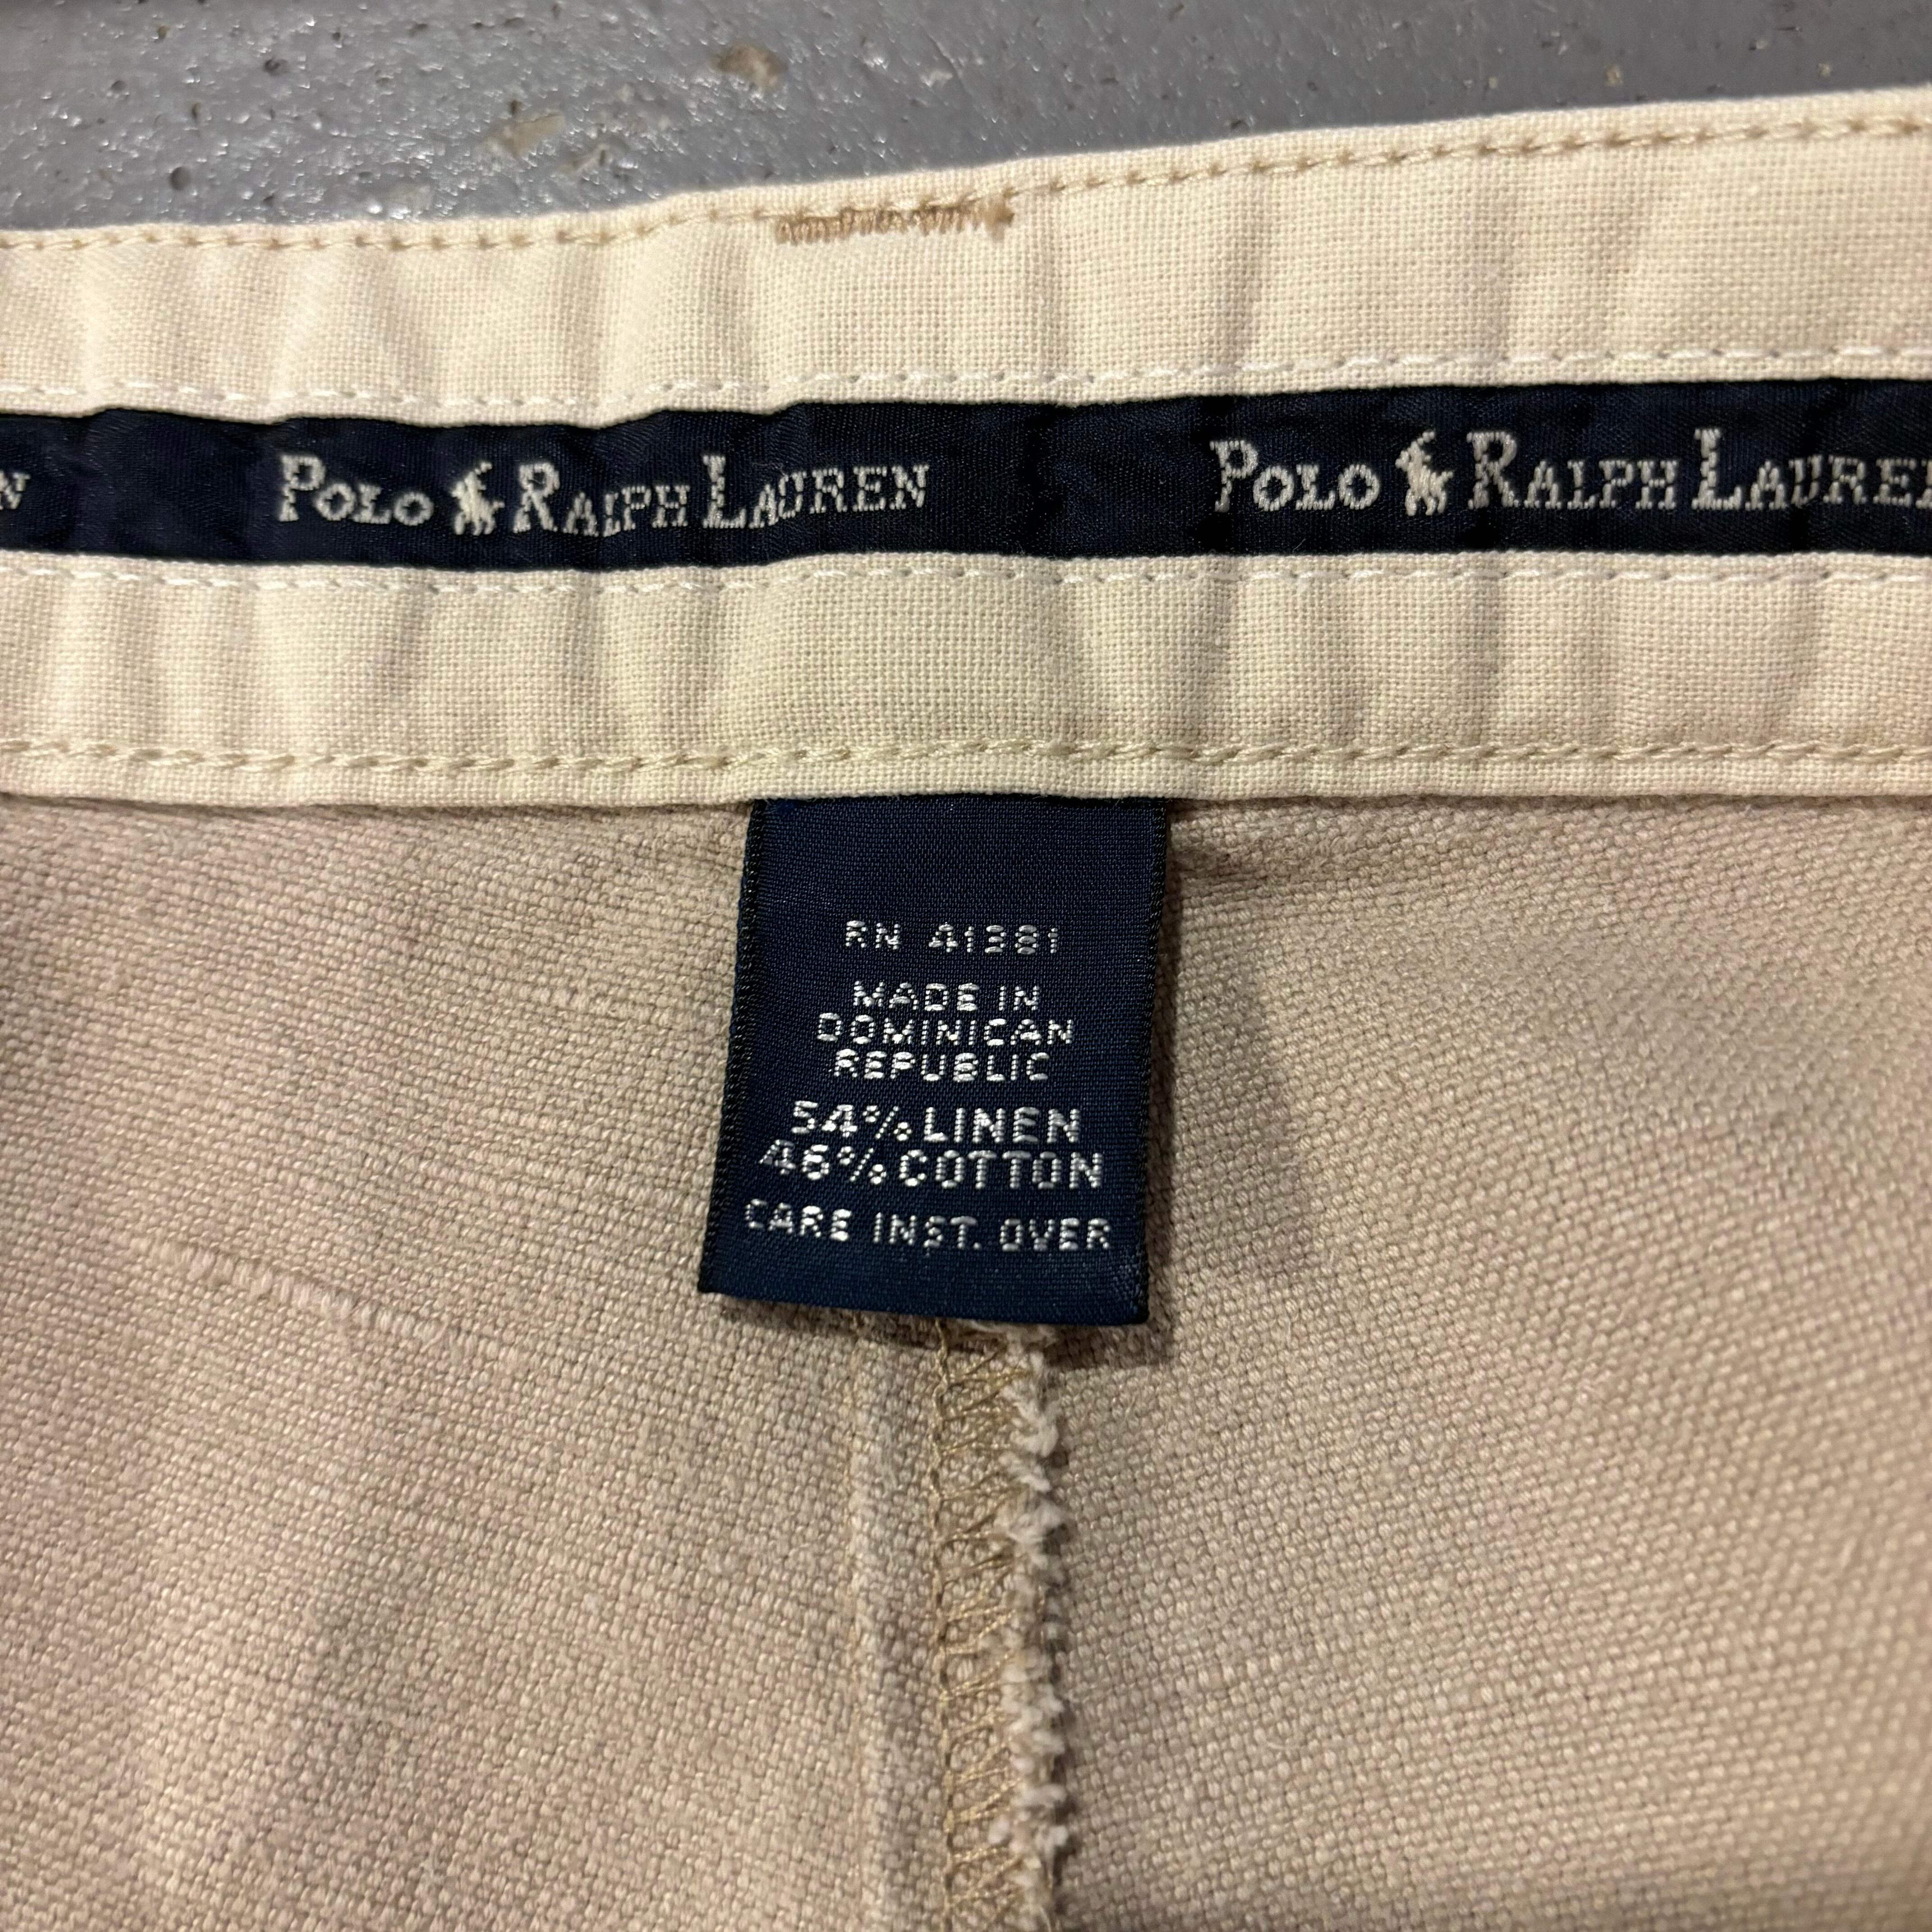 N
POLO RALPH LAUREN
POLO RALPH LAUREN
RN 41381
MADE IN
DOMINICAN
REPUBLIC
54% LINEN
46% COTTON
CARE INST. OVER